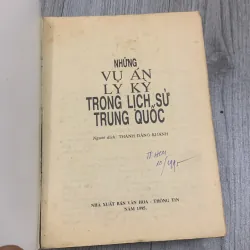 NHỮNG
VỤ ÁN
LY KỲ
TRONG LỊCH SỬ
TRUNG QUỐC
Người dịch: THÀNH ĐĂNG KHÁNH
NHÀ XUẤT BẢN VĂN HÓA - THÔNG TIN
NĂM 1995